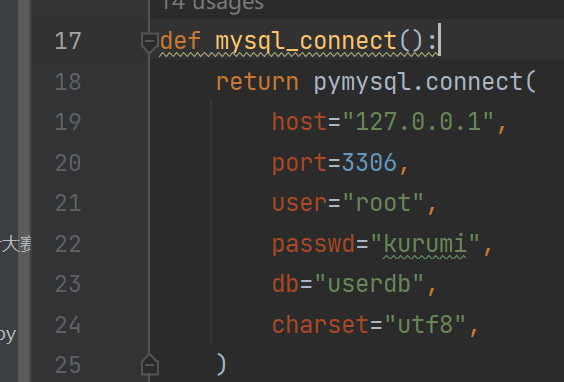 14 usages
17 def mysql_connect():
18 return pymysql.connect(
19 host="127.0.0.1",
20 port=3306,
21 user="root",
22 passwd="kurumi",
大赛
23 db="userdb",
24 charset="utf8",
py
25 )